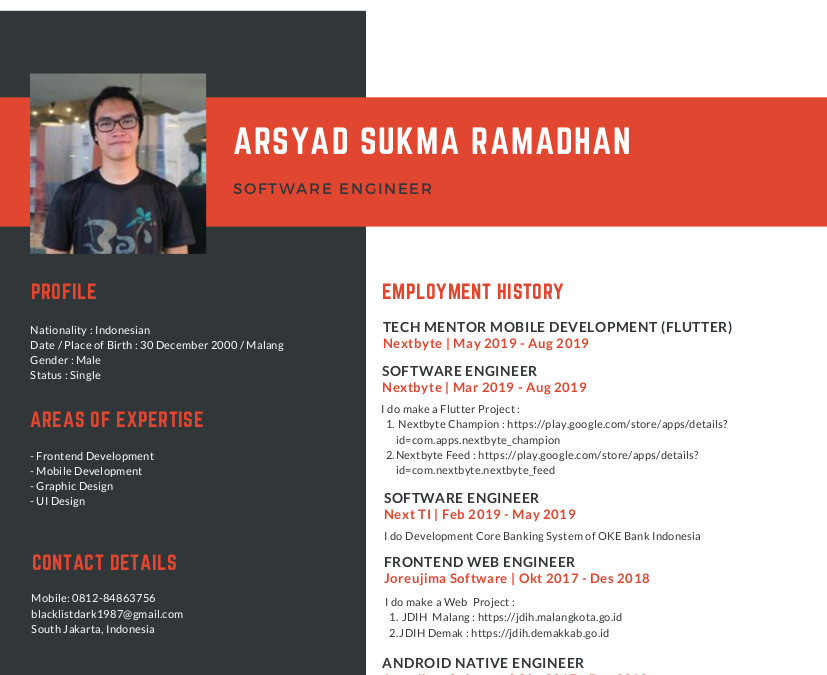 ARSYAD SUKMA RAMADHAN
SOFTWARE ENGINEER
PROFILE
Nationality : Indonesian
Date / Place of Birth : 30 December 2000 / Malang
Gender : Male
Status : Single
AREAS OF EXPERTISE
- Frontend Development
- Mobile Development
- Graphic Design
- UI Design
CONTACT DETAILS
Mobile: 0812-84863756
blacklistdark1987@gmail.com
South Jakarta, Indonesia
EMPLOYMENT HISTORY
TECH MENTOR MOBILE DEVELOPMENT (FLUTTER)
Nextbyte | May 2019 - Aug 2019
SOFTWARE ENGINEER
Nextbyte | Mar 2019 - Aug 2019
I do make a Flutter Project :
1. Nextbyte Champion : https://play.google.com/store/apps/details?
id=com.apps.nextbyte_champion
2.Nextbyte Feed : https://play.google.com/store/apps/details?
id=com.nextbyte.nextbyte_feed
SOFTWARE ENGINEER
Next TI | Feb 2019 - May 2019
I do Development Core Banking System of OKE Bank Indonesia
FRONTEND WEB ENGINEER
Joreujima Software | Okt 2017 - Des 2018
I do make a Web Project :
1. JDIH Malang : https://jdih.malangkota.go.id
2.JDIH Demak : https://jdih.demakkab.go.id
ANDROID NATIVE ENGINEER